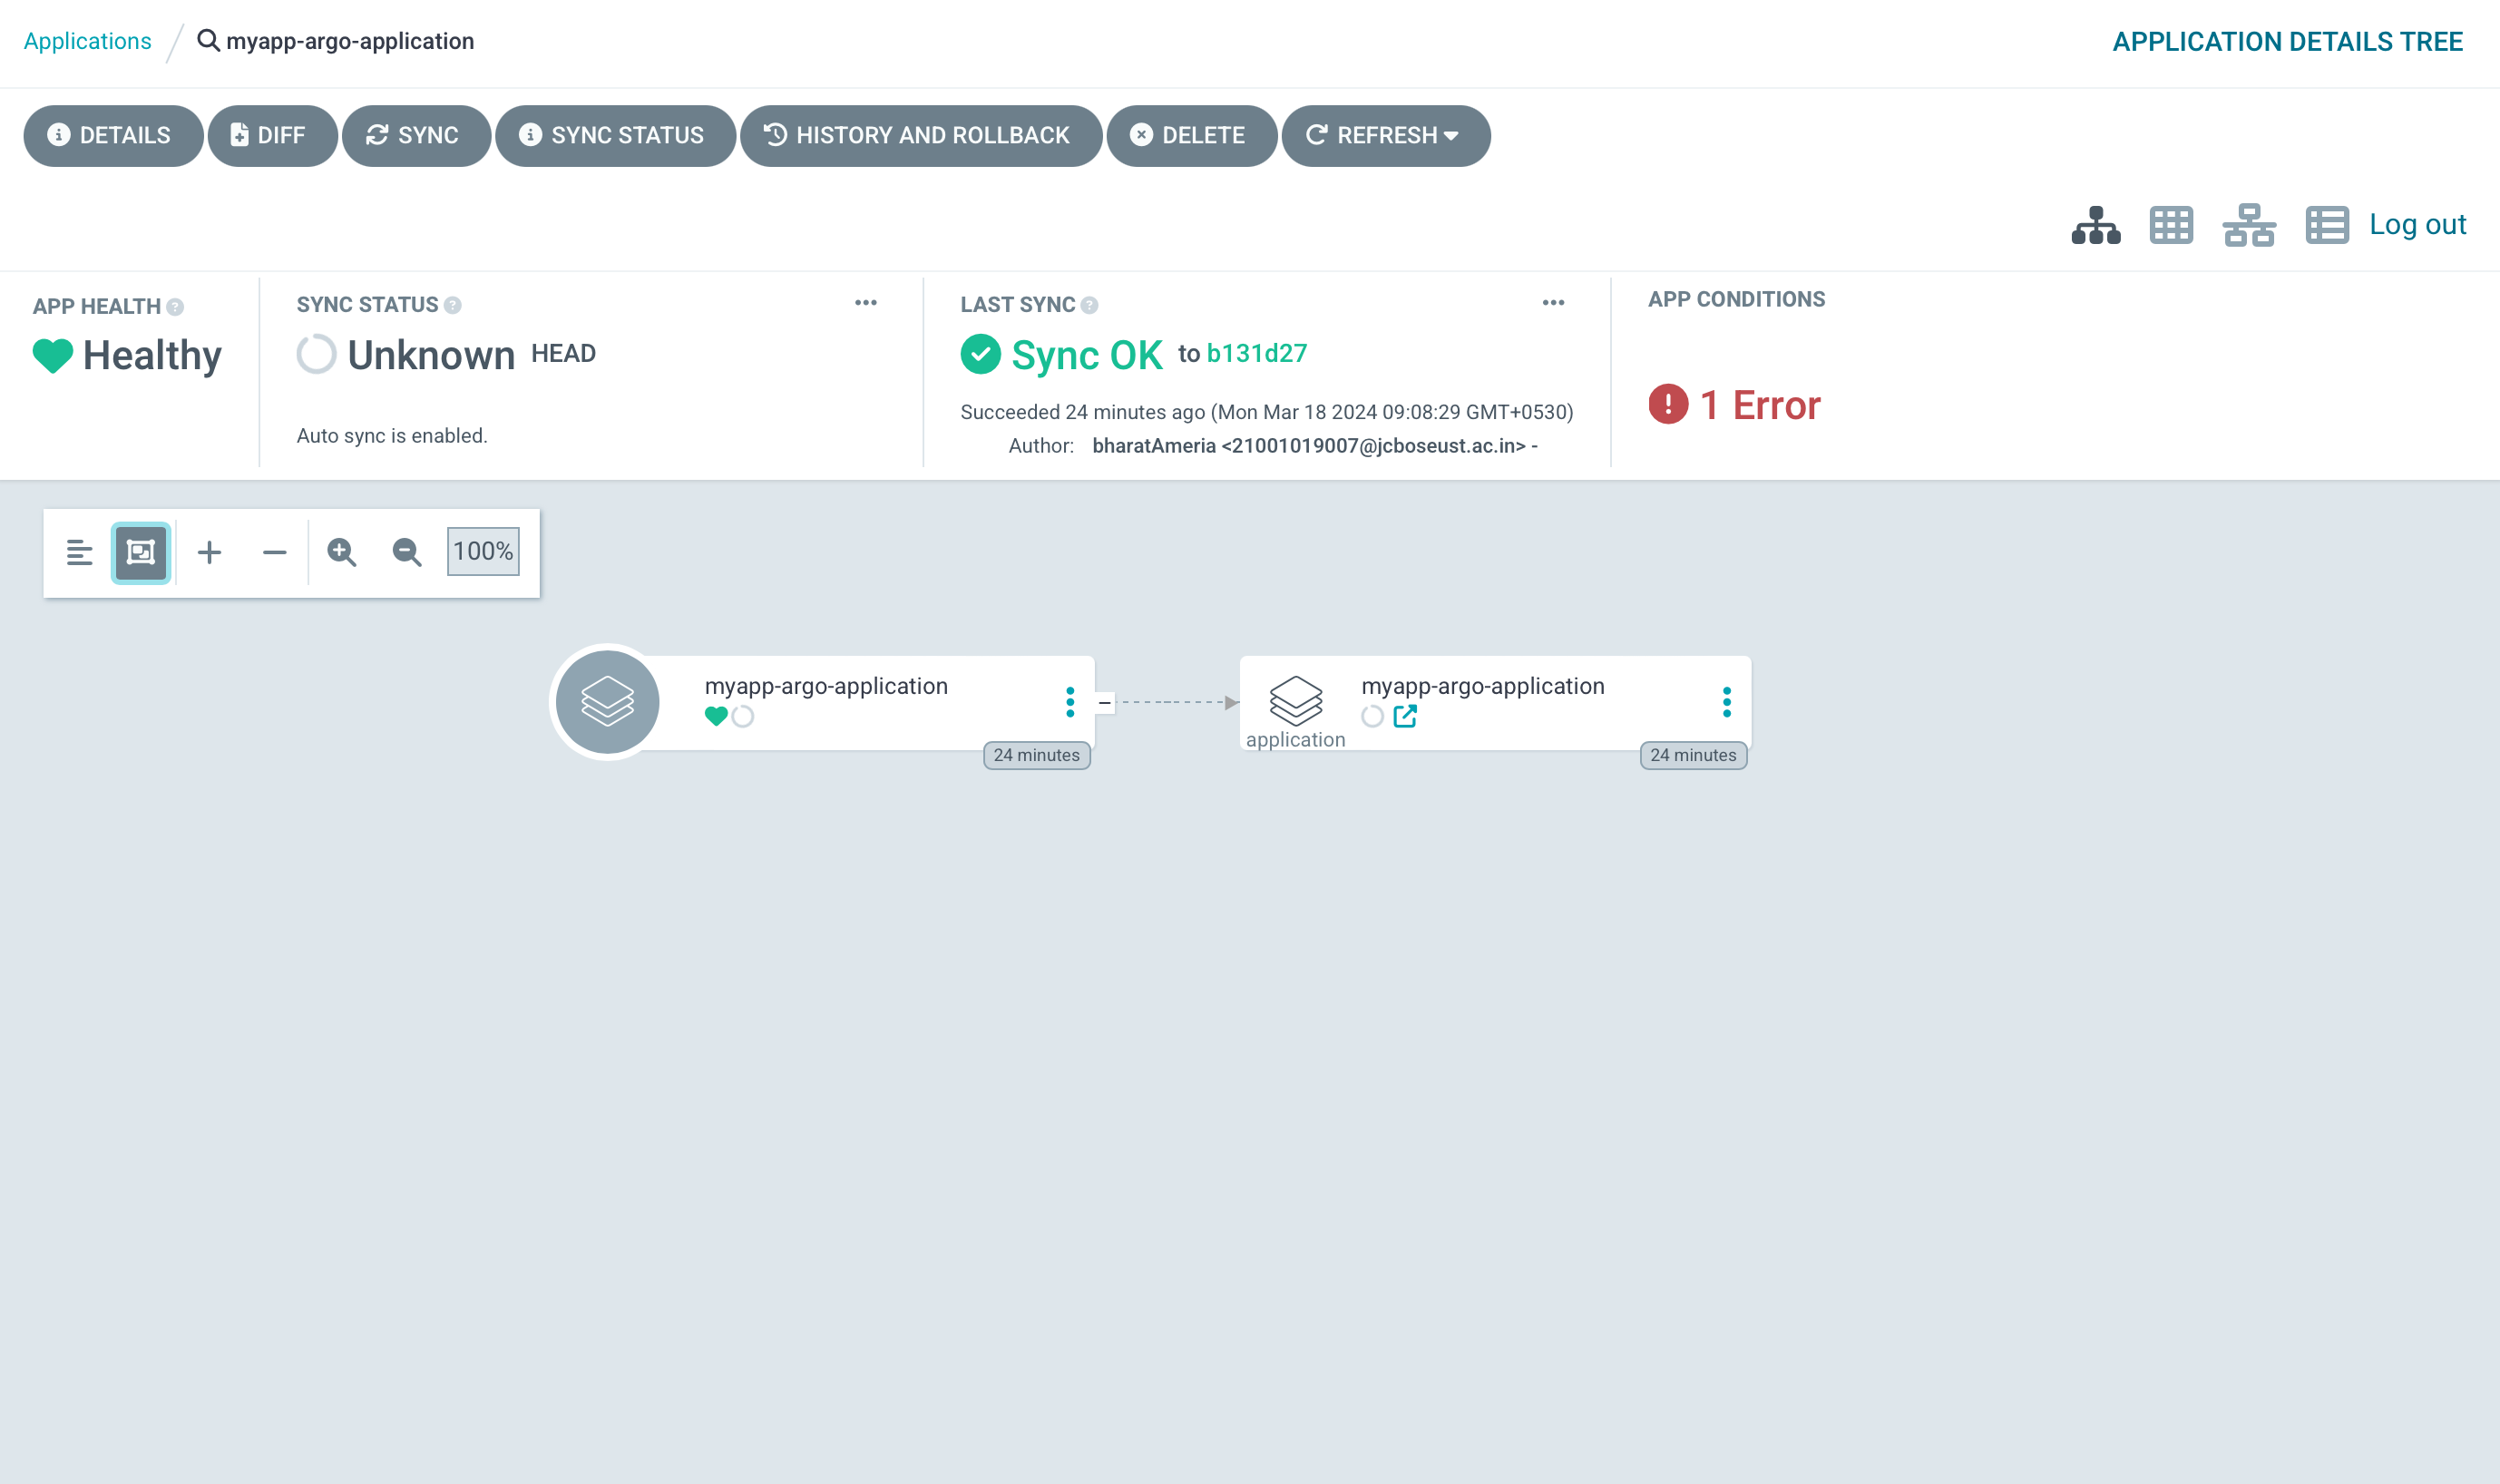 Applications / myapp-argo-application
APPLICATION DETAILS TREE
DETAILS DIFF SYNC SYNC STATUS HISTORY AND ROLLBACK DELETE REFRESH
Log out
APP HEALTH
Healthy
SYNC STATUS
Unknown HEAD
Auto sync is enabled.
LAST SYNC
Sync OK to b131d27
Succeeded 24 minutes ago (Mon Mar 18 2024 09:08:29 GMT+0530)
Author: bharatAmeria <21001019007@jcboseust.ac.in> -
APP CONDITIONS
1 Error
100%
myapp-argo-application
24 minutes
myapp-argo-application
application
24 minutes